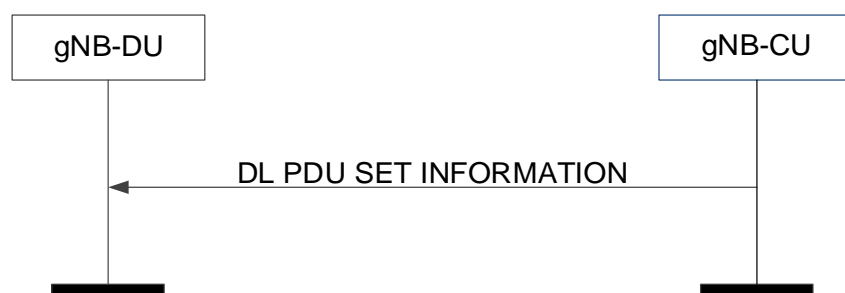 gNB-DU
gNB-CU
DL PDU SET INFORMATION